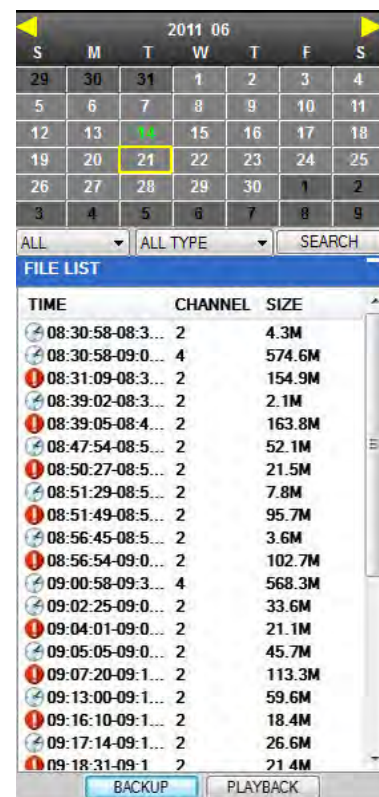 2011 06
S M T W T F S
29 30 31 1 2 3 4
5 6 7 8 9 10 11
12 13 14 15 16 17 18
19 20 21 22 23 24 25
26 27 28 29 30 1 2
3 4 5 6 7 8 9
ALL ALL TYPE SEARCH
FILE LIST
TIME CHANNEL SIZE
08:30:58-08:3... 2 4.3M
08:30:58-09:0... 4 574.6M
08:31:09-08:3... 2 154.9M
08:39:02-08:3... 2 2.1M
08:39:05-08:4... 2 163.8M
08:47:54-08:5... 2 52.1M
08:50:27-08:5... 2 21.5M
08:51:29-08:5... 2 7.8M
08:51:49-08:5... 2 95.7M
08:56:45-08:5... 2 3.6M
08:56:54-09:0... 2 102.7M
09:00:58-09:3... 4 568.3M
09:02:25-09:0... 2 33.6M
09:04:01-09:0... 2 21.1M
09:05:05-09:0... 2 45.7M
09:07:20-09:1... 2 113.3M
09:13:00-09:1... 2 59.6M
09:16:10-09:1... 2 18.4M
09:17:14-09:1... 2 26.6M
09:18:31-09:1 2 21.4M
BACKUP PLAYBACK